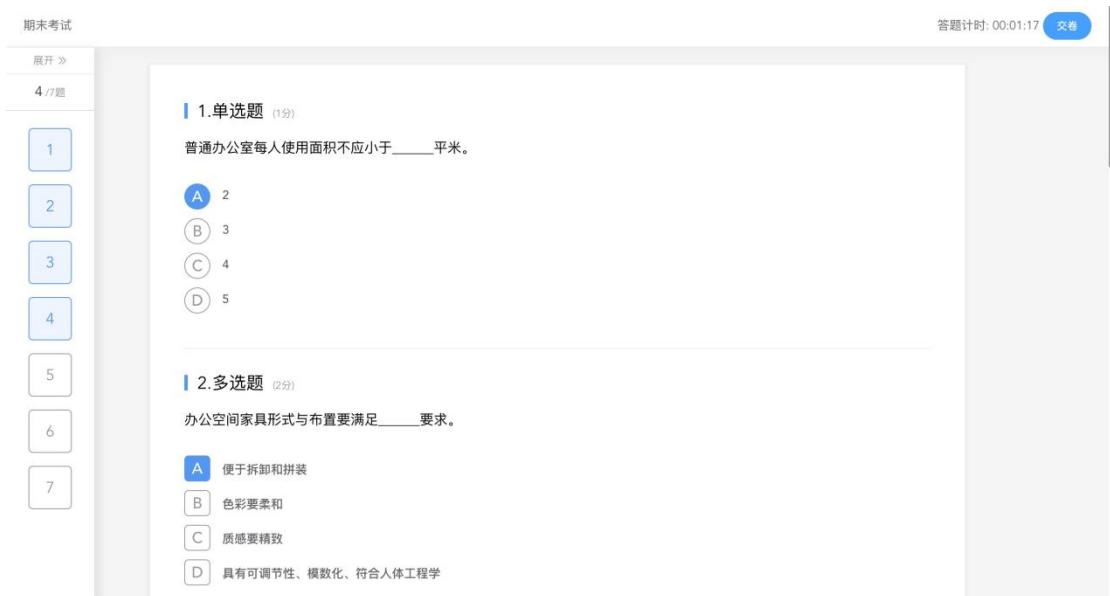 期末考试
答题计时: 00:01:17 交卷
展开 »
4 /7题
1
2
3
4
5
6
7
1.单选题 (1分)
普通办公室每人使用面积不应小于______平米。
A 2
B 3
C 4
D 5
2.多选题 (2分)
办公空间家具形式与布置要满足______要求。
A 便于拆卸和拼装
B 色彩要柔和
C 质感要精致
D 具有可调节性、模数化、符合人体工程学